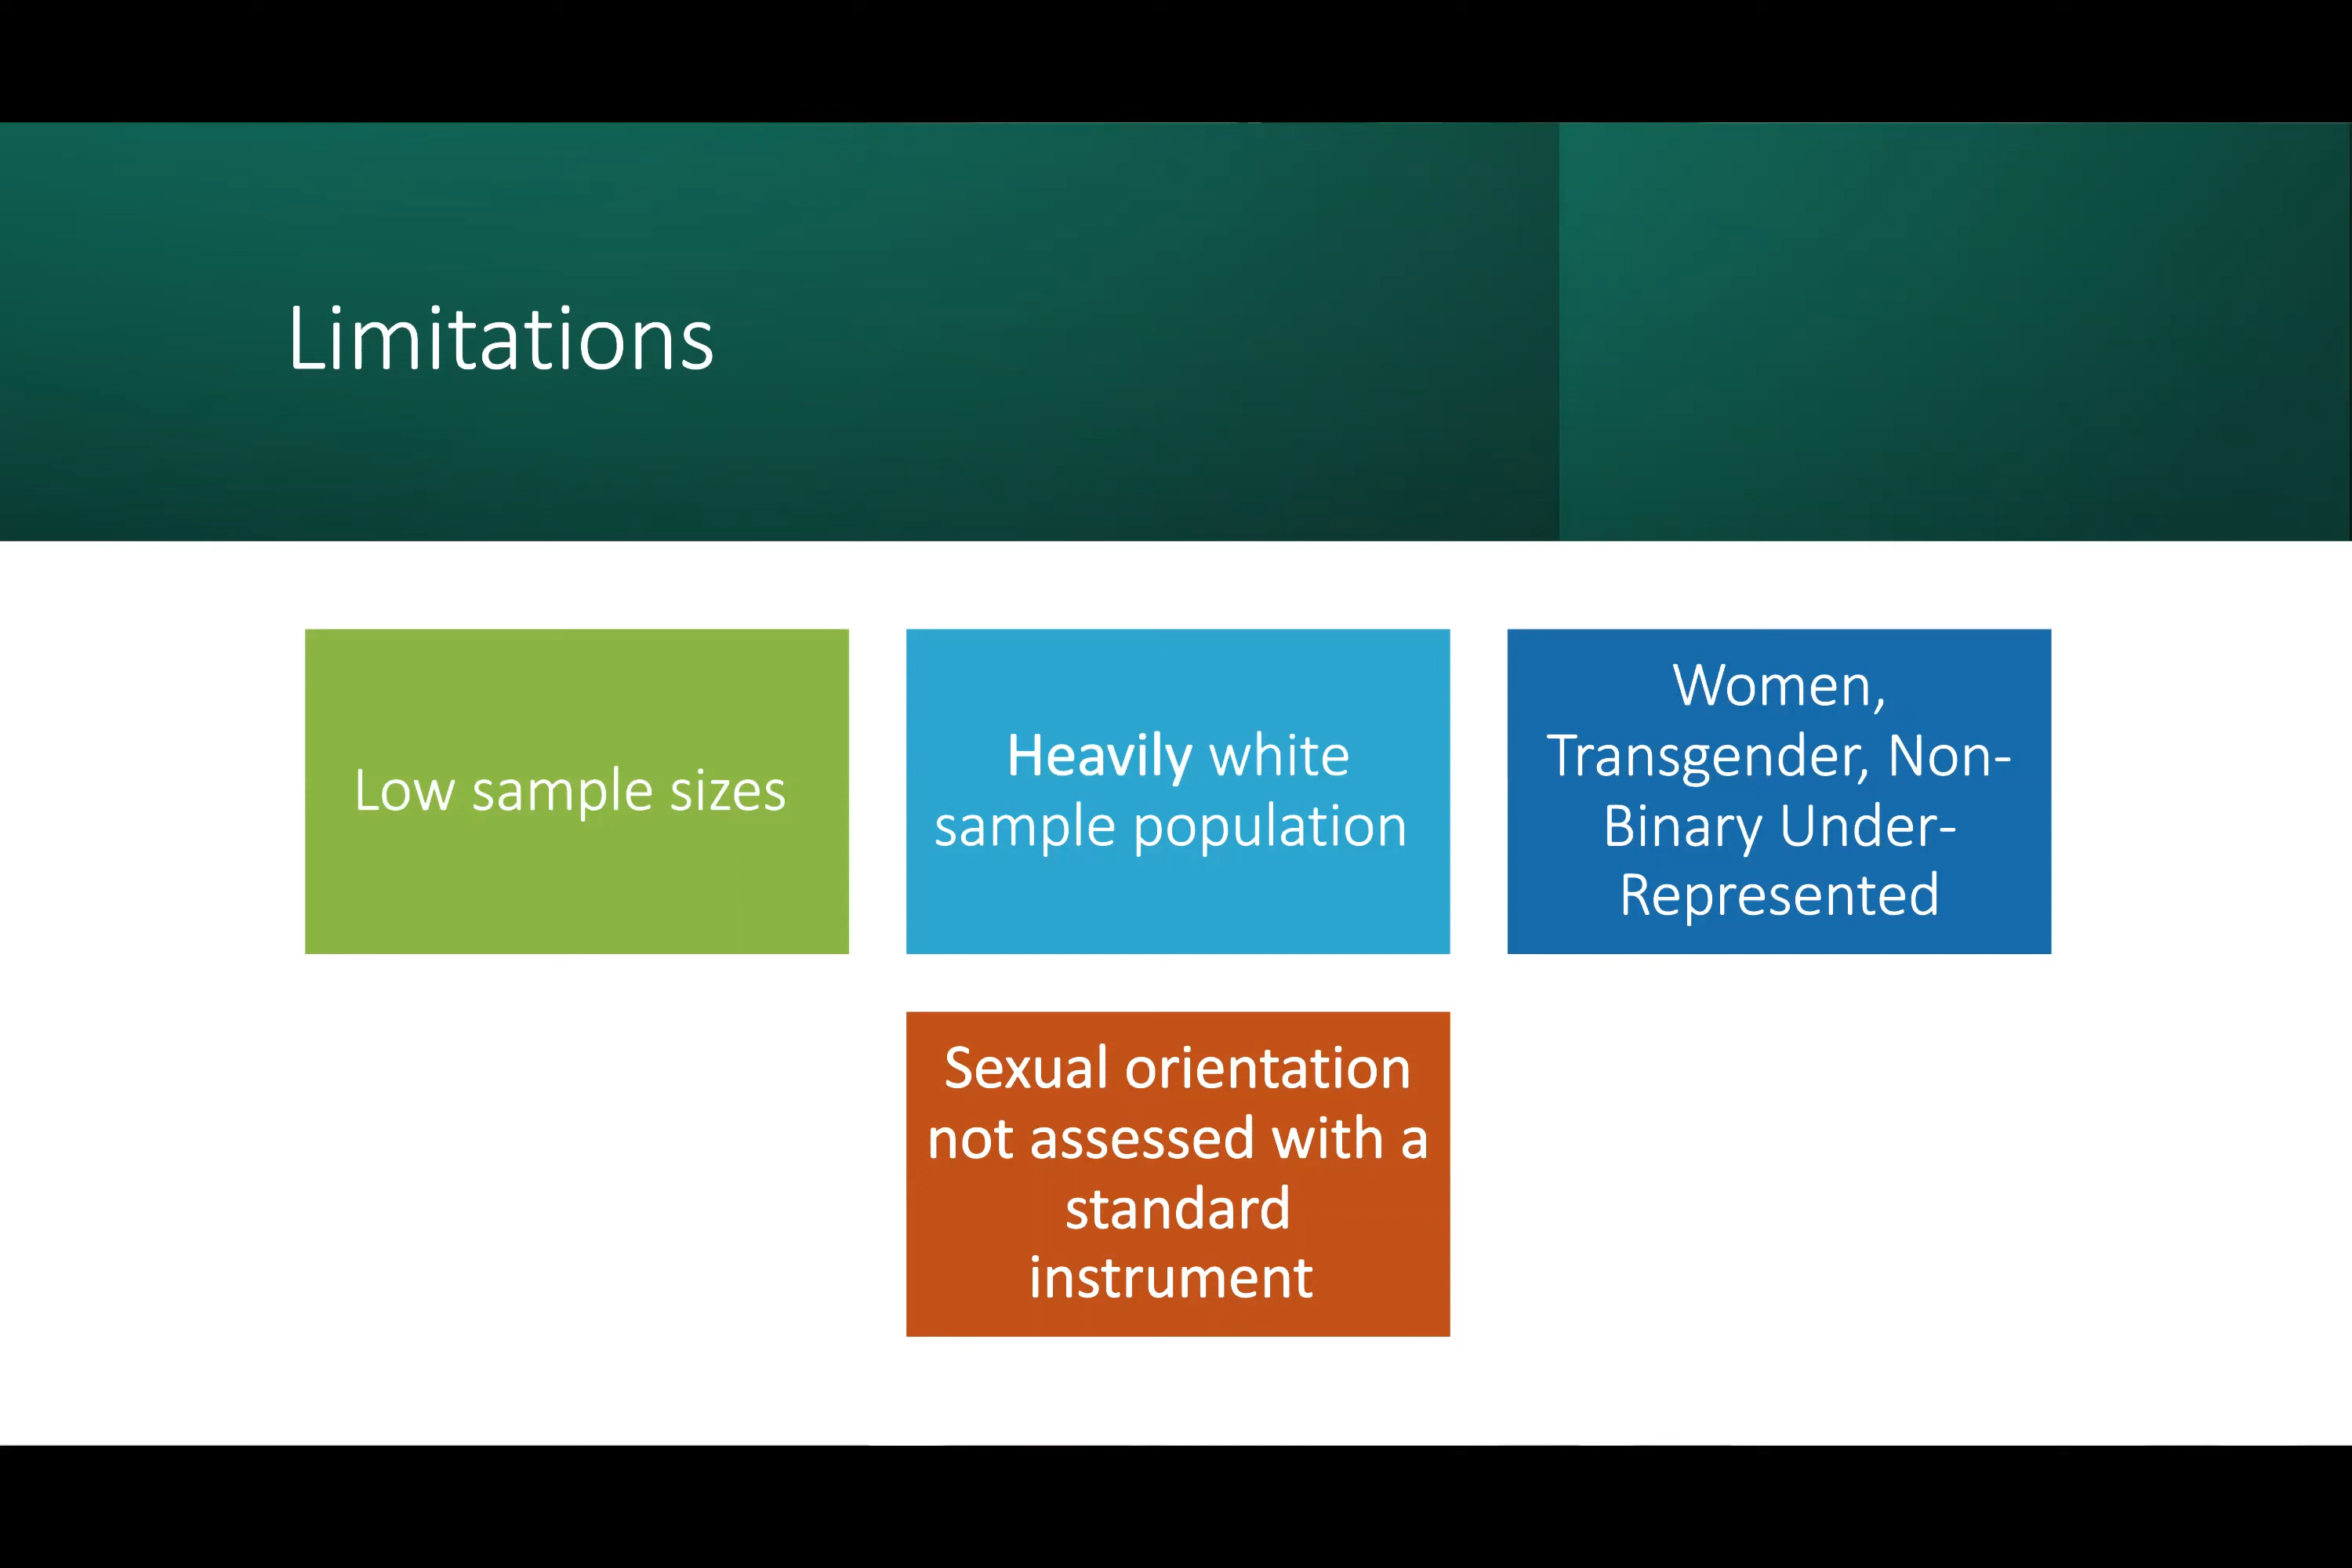 Limitations
Low sample sizes
Heavily white
sample population
Women,
Transgender, Non-
Binary Under-
Represented
Sexual orientation
not assessed with a
standard
instrument